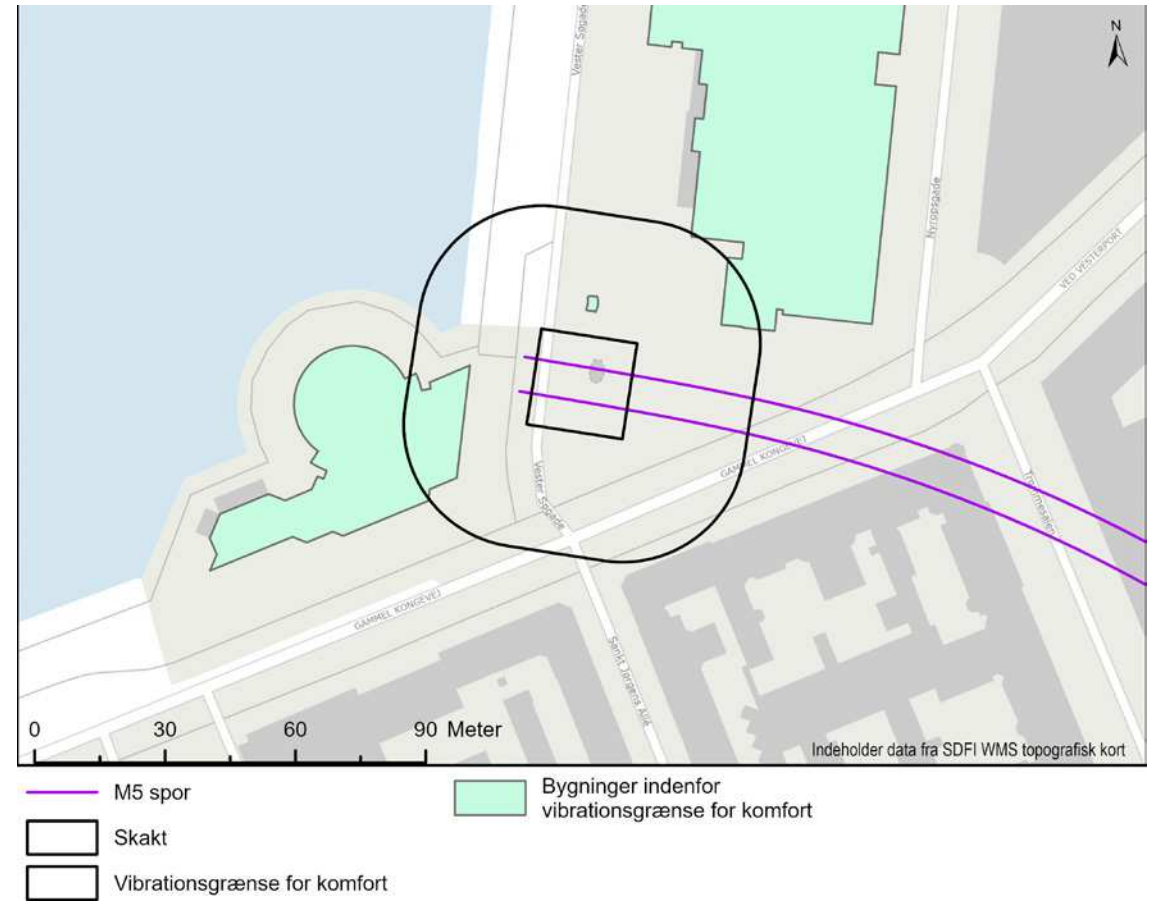 N
Vester Søgade
Nyropsgade
VED VESTERPORT
GAMMEL KONGEVEJ
Vester Søgade
Trommesalen
GAMMEL KONGEVEJ
Sankt Jørgens Allé
0 30 60 90 Meter
Indeholder data fra SDFI WMS topografisk kort
M5 spor
Skakt
Vibrationsgrænse for komfort
Bygninger indenfor
vibrationsgrænse for komfort